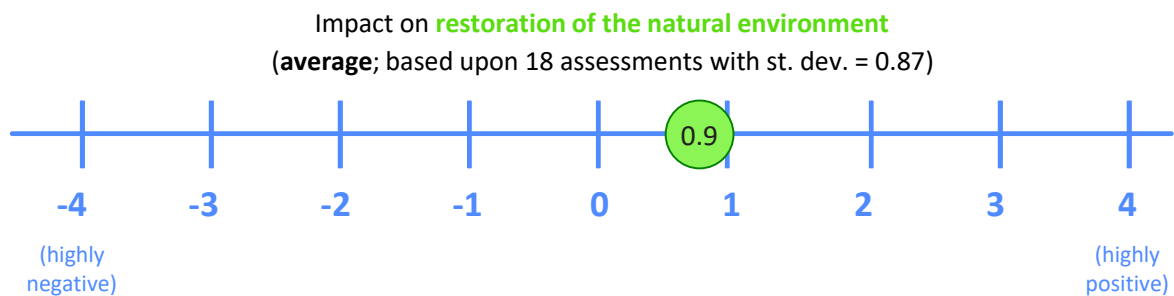 Impact on restoration of the natural environment
(average; based upon 18 assessments with st. dev. = 0.87)
0.9
-4 -3 -2 -1 0 1 2 3 4
(highly negative) (highly positive)